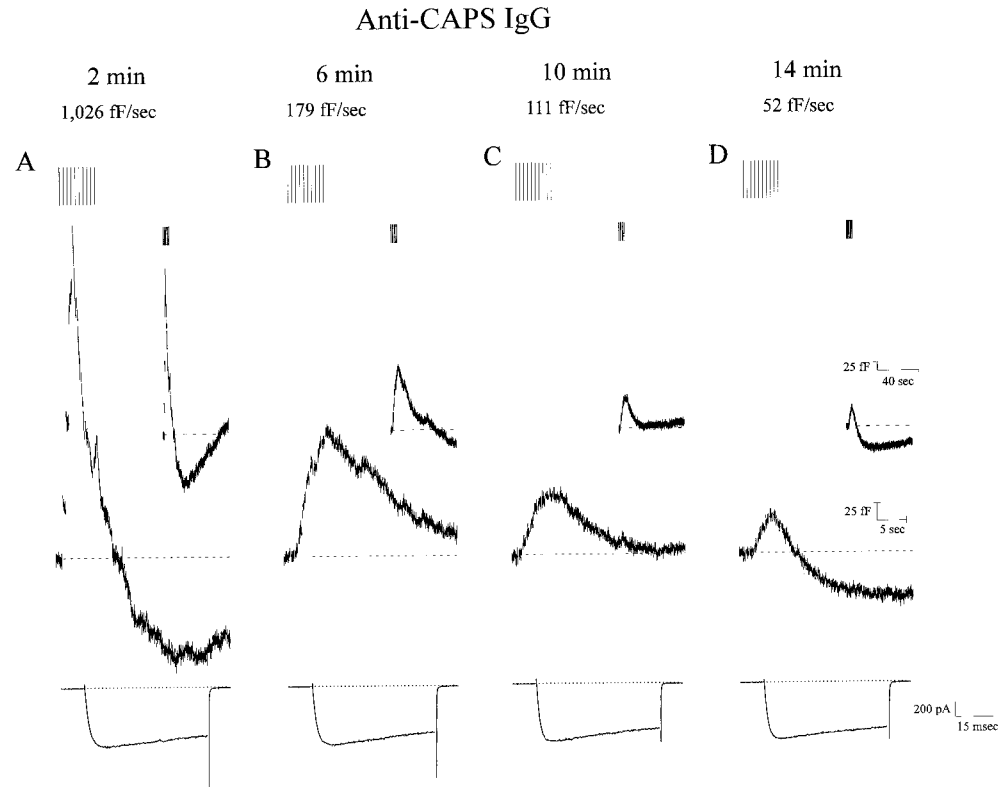 Anti-CAPS IgG
2 min
6 min
10 min
14 min
1,026 fF/sec
179 fF/sec
111 fF/sec
52 fF/sec
A
B
C
D
25 fF
40 sec
25 fF
5 sec
200 pA
15 msec